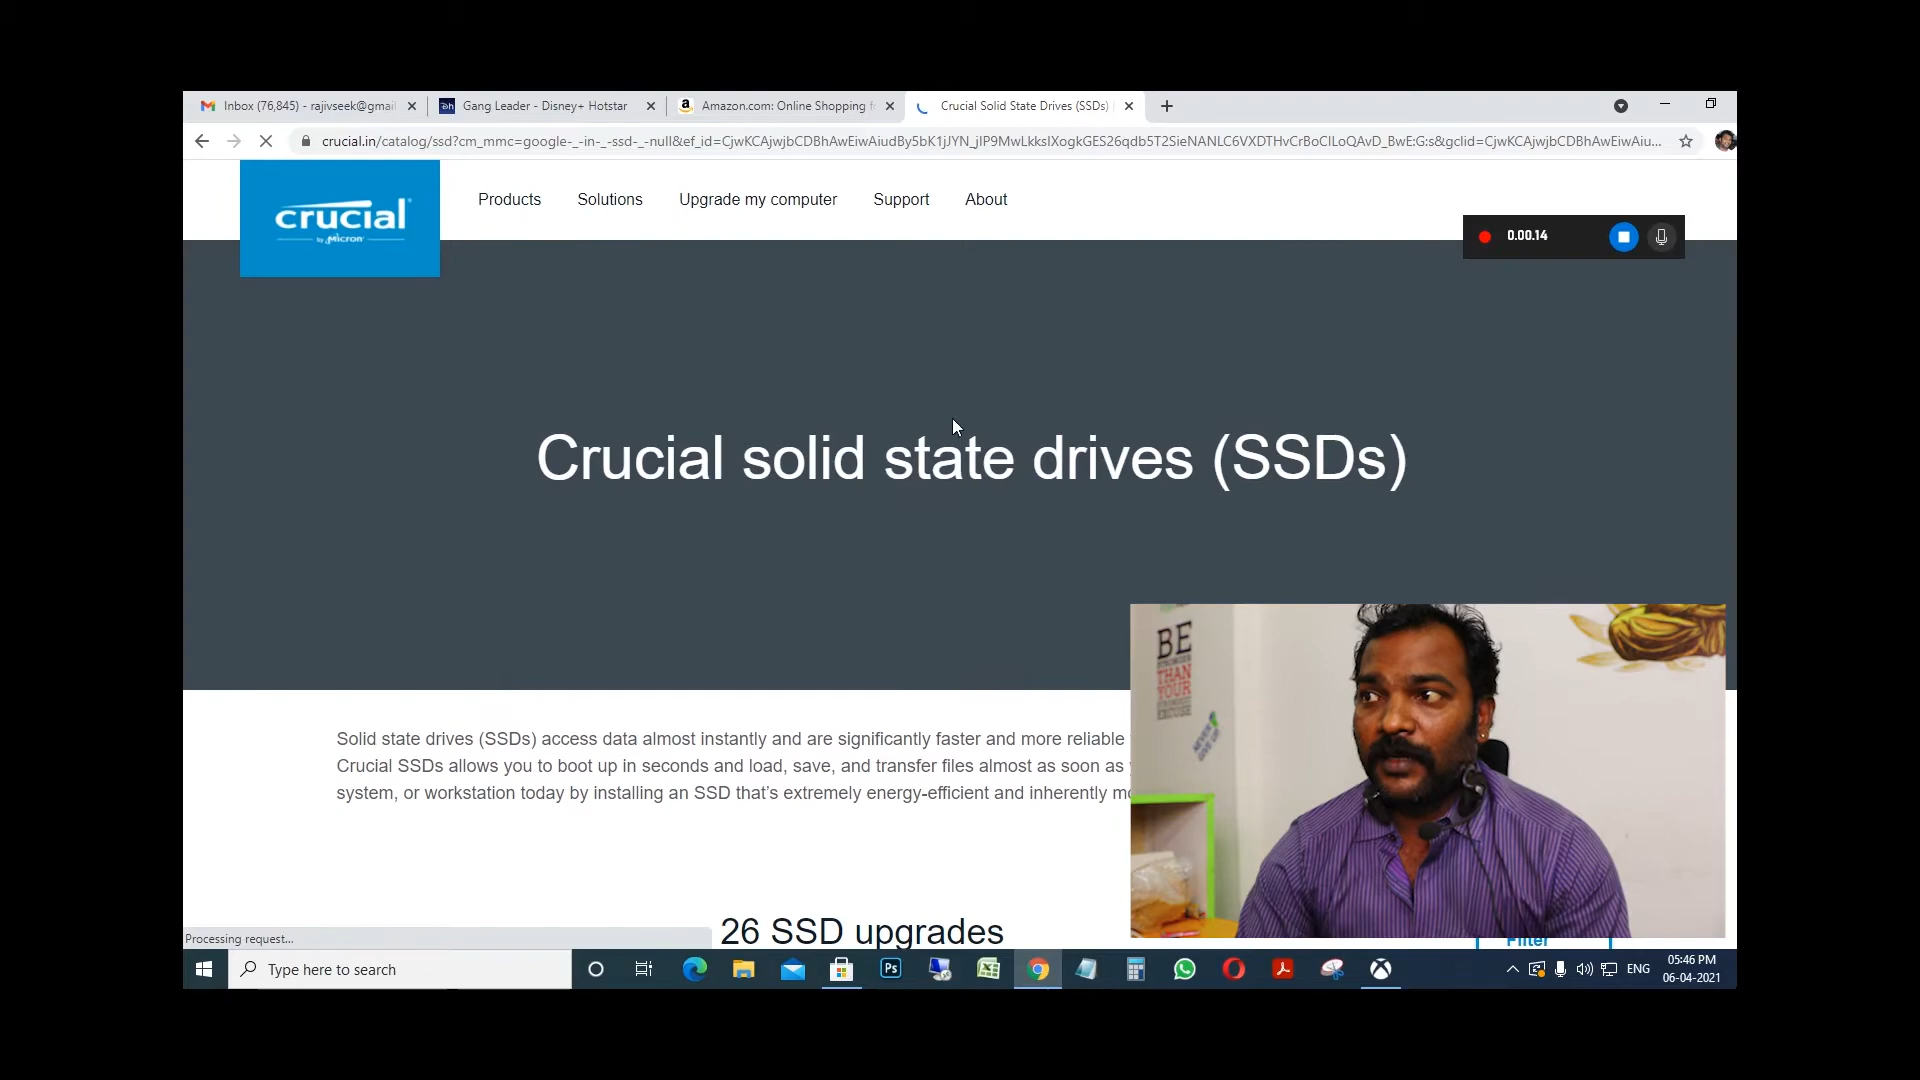 Inbox (76,845) - rajivseek@gmai
Gang Leader - Disney+ Hotstar
Amazon.com: Online Shopping f
Crucial Solid State Drives (SSDs)
crucial.in/catalog/ssd?cm_mmc=google-_-in-_-ssd-_-null&ef_id=CjwKCAjwjbCDBhAwEiwAiudBy5bK1jJYN_jIP9MwLkksIXogkGES26qdb5T2SieNANLC6VXDTHvCrBoCILoQAvD_BwE:G:s&gclid=CjwKCAjwjbCDBhAwEiwAiu...
crucial
by Micron
Products
Solutions
Upgrade my computer
Support
About
0.00.14
Crucial solid state drives (SSDs)
Solid state drives (SSDs) access data almost instantly and are significantly faster and more reliable
Crucial SSDs allows you to boot up in seconds and load, save, and transfer files almost as soon as
system, or workstation today by installing an SSD that's extremely energy-efficient and inherently mo
BE
STRONGER
THAN
YOUR
26 SSD upgrades
Filter
Processing request...
Type here to search
Ps
ENG
05:46 PM
06-04-2021